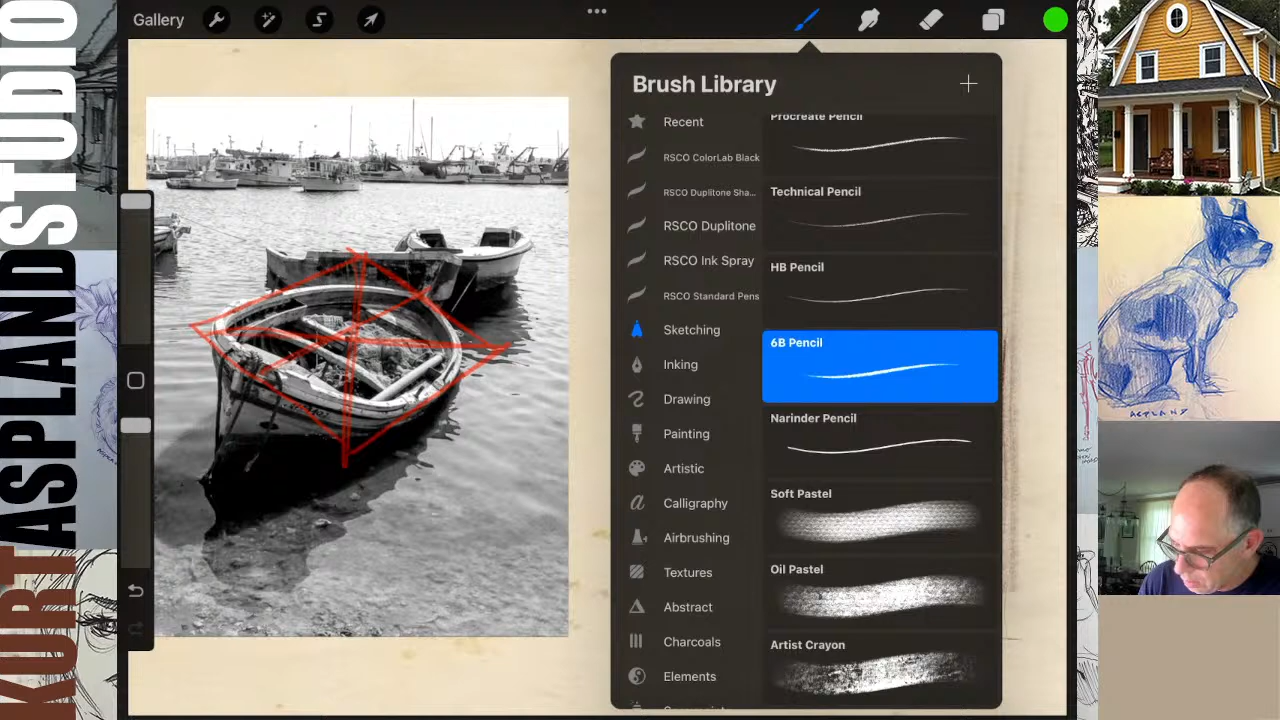 KURT ASPLAND STUDIO
Gallery
Brush Library
Recent
RSCO ColorLab Black
RSCO Duplitone Sha...
RSCO Duplitone
RSCO Ink Spray
RSCO Standard Pens
Sketching
Inking
Drawing
Painting
Artistic
Calligraphy
Airbrushing
Textures
Abstract
Charcoals
Elements
Procreate Pencil
Technical Pencil
HB Pencil
6B Pencil
Narinder Pencil
Soft Pastel
Oil Pastel
Artist Crayon
ASPLAND